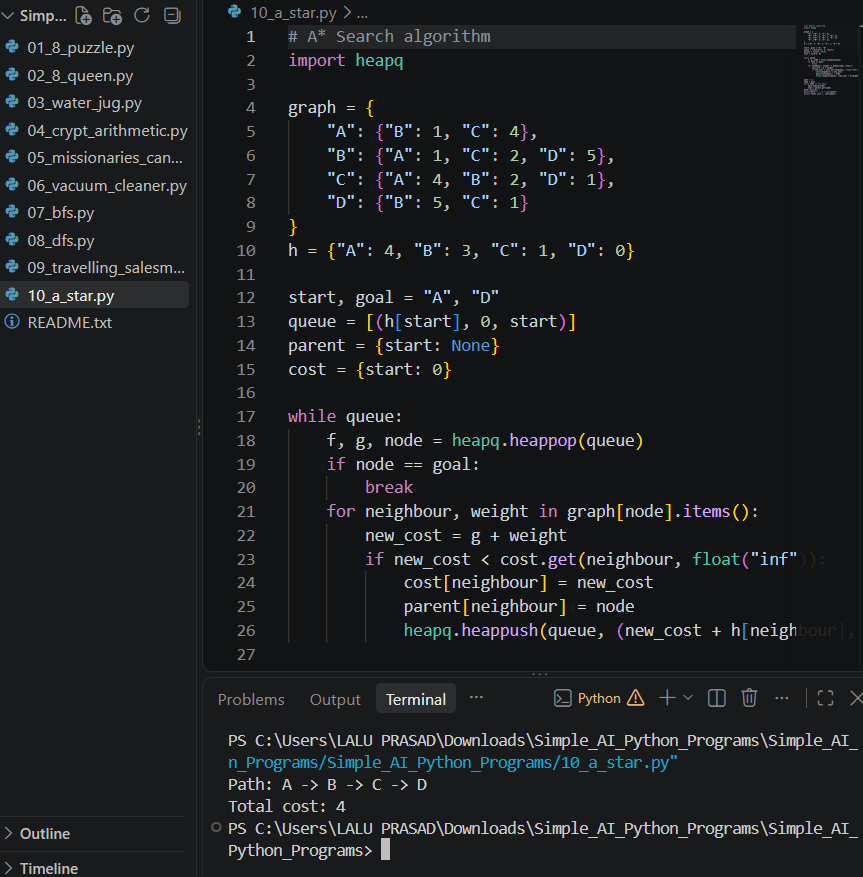 Simp...
01_8_puzzle.py
02_8_queen.py
03_water_jug.py
04_crypt_arithmetic.py
05_missionaries_can...
06_vacuum_cleaner.py
07_bfs.py
08_dfs.py
09_travelling_salesm...
10_a_star.py
README.txt
Outline
Timeline
10_a_star.py > ...
1 # A* Search algorithm
2 import heapq
3
4 graph = {
5 "A": {"B": 1, "C": 4},
6 "B": {"A": 1, "C": 2, "D": 5},
7 "C": {"A": 4, "B": 2, "D": 1},
8 "D": {"B": 5, "C": 1}
9 }
10 h = {"A": 4, "B": 3, "C": 1, "D": 0}
11
12 start, goal = "A", "D"
13 queue = [(h[start], 0, start)]
14 parent = {start: None}
15 cost = {start: 0}
16
17 while queue:
18 f, g, node = heapq.heappop(queue)
19 if node == goal:
20 break
21 for neighbour, weight in graph[node].items():
22 new_cost = g + weight
23 if new_cost < cost.get(neighbour, float("inf")):
24 cost[neighbour] = new_cost
25 parent[neighbour] = node
26 heapq.heappush(queue, (new_cost + h[neighbour],
27
Problems Output Terminal ... Python
PS C:\Users\LALU PRASAD\Downloads\Simple_AI_Python_Programs\Simple_AI_
n_Programs/Simple_AI_Python_Programs/10_a_star.py"
Path: A -> B -> C -> D
Total cost: 4
PS C:\Users\LALU PRASAD\Downloads\Simple_AI_Python_Programs\Simple_AI_
Python_Programs>